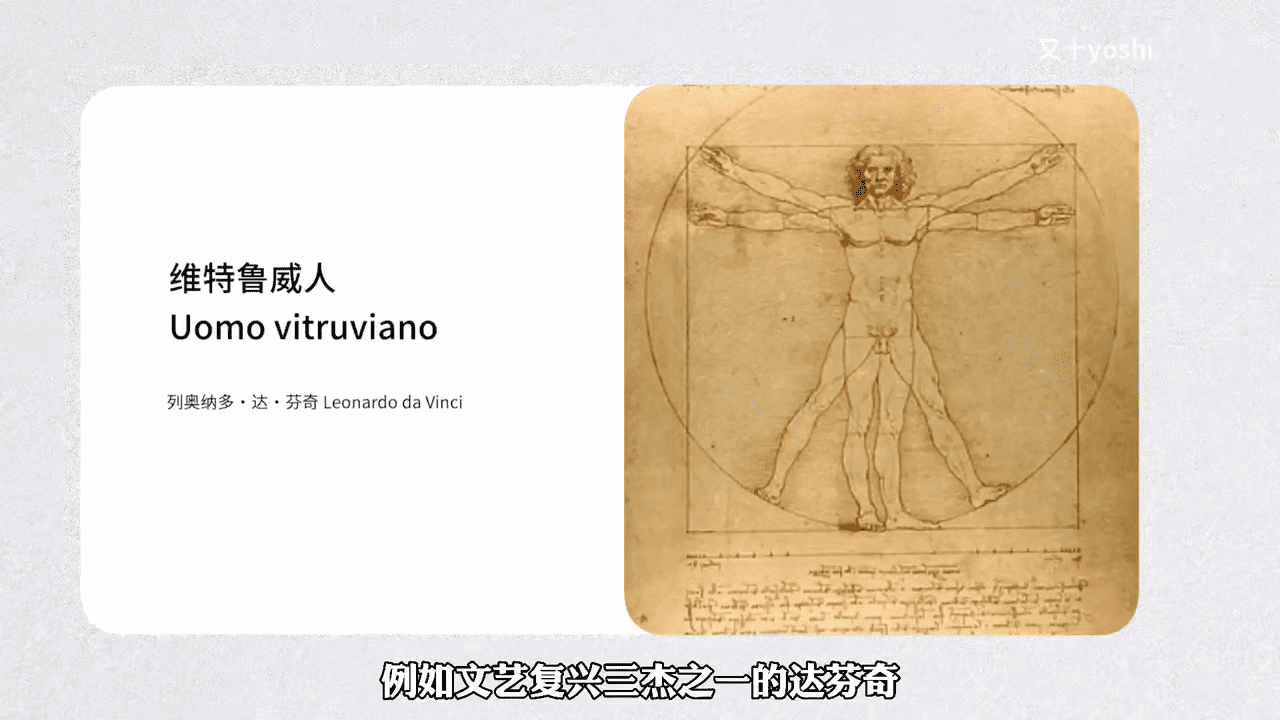 又十yoshi
维特鲁威人
Uomo vitruviano
列奥纳多・达・芬奇 Leonardo da Vinci
例如文艺复兴三杰之一的达芬奇